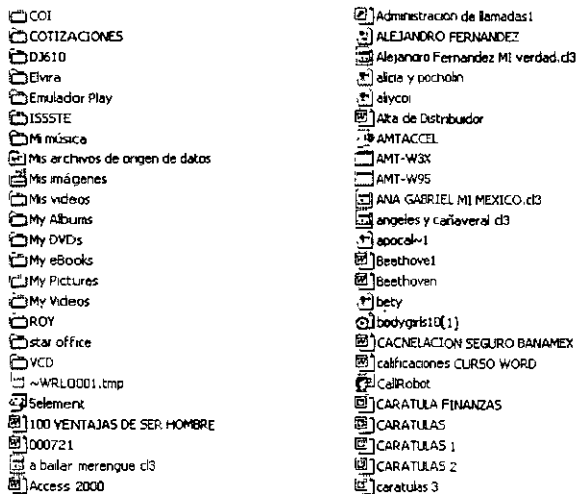 COI
COTIZACIONES
DJ610
Elvira
Emulador Play
ISSSTE
Mi música
Mis archivos de origen de datos
Mis imágenes
Mis videos
My Albums
My DVDs
My eBooks
My Pictures
My Videos
ROY
star office
VCD
~WRL0001.tmp
5element
100 VENTAJAS DE SER HOMBRE
000721
a bailar merengue cl3
Access 2000
Administracion de llamadas1
ALEJANDRO FERNANDEZ
Alejandro Fernandez MI verdad.cl3
alicia y pocholin
aliycoi
Alta de Distribuidor
AMTACCEL
AMT-W3X
AMT-W95
ANA GABRIEL MI MEXICO.cl3
angeles y cañaveral cl3
apocal~1
Beethove1
Beethoven
bety
bodygirls10[1]
CACNELACION SEGURO BANAMEX
calificaciones CURSO WORD
CallRobot
CARATULA FINANZAS
CARATULAS
CARATULAS 1
CARATULAS 2
caratulas 3